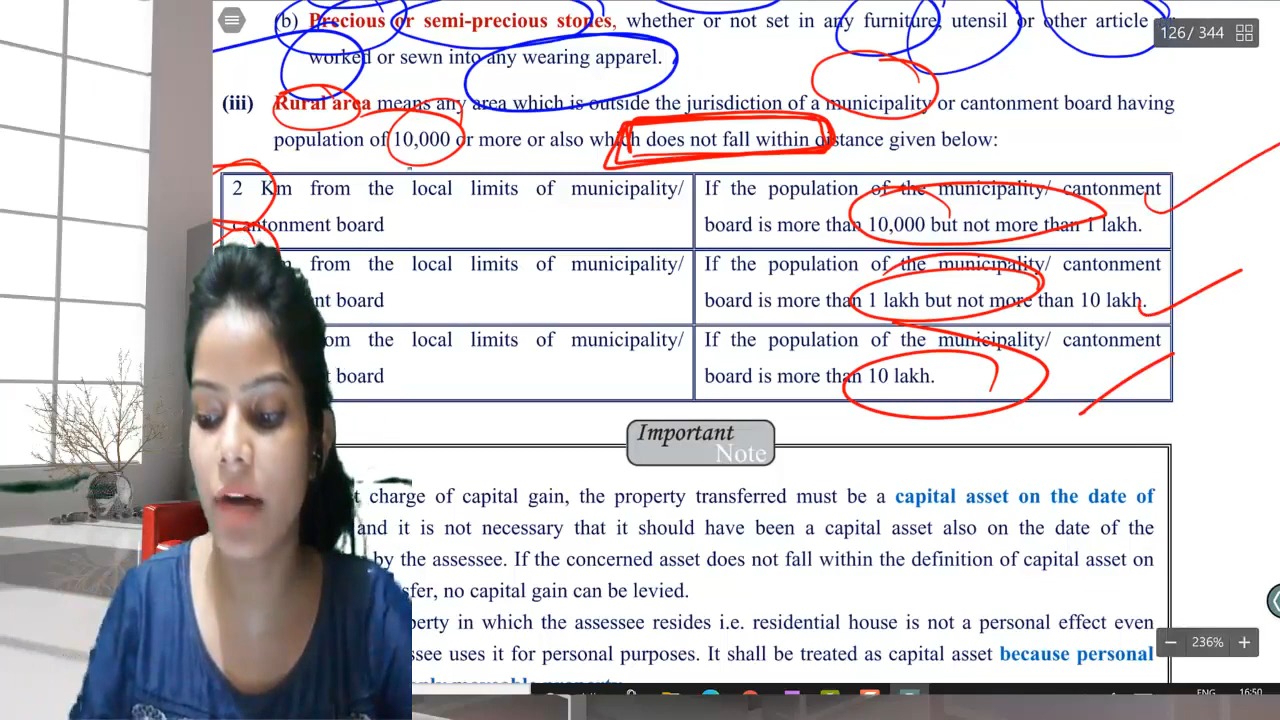 (b) Precious or semi-precious stones, whether or not set in any furniture, utensil or other article or
worked or sewn into any wearing apparel.
126/344
(iii) Rural area means any area which is outside the jurisdiction of a municipality or cantonment board having
population of 10,000 or more or also which does not fall within distance given below:
2 Km from the local limits of municipality/
cantonment board
If the population of the municipality/ cantonment
board is more than 10,000 but not more than 1 lakh.
from the local limits of municipality/
board
If the population of the municipality/ cantonment
board is more than 1 lakh but not more than 10 lakh.
the local limits of municipality/
board
If the population of the municipality/ cantonment
board is more than 10 lakh.
Important
Note
charge of capital gain, the property transferred must be a capital asset on the date of
and it is not necessary that it should have been a capital asset also on the date of the
by the assessee. If the concerned asset does not fall within the definition of capital asset on
no capital gain can be levied.
in which the assessee resides i.e. residential house is not a personal effect even
uses it for personal purposes. It shall be treated as capital asset because personal
236%
ENG
16:50